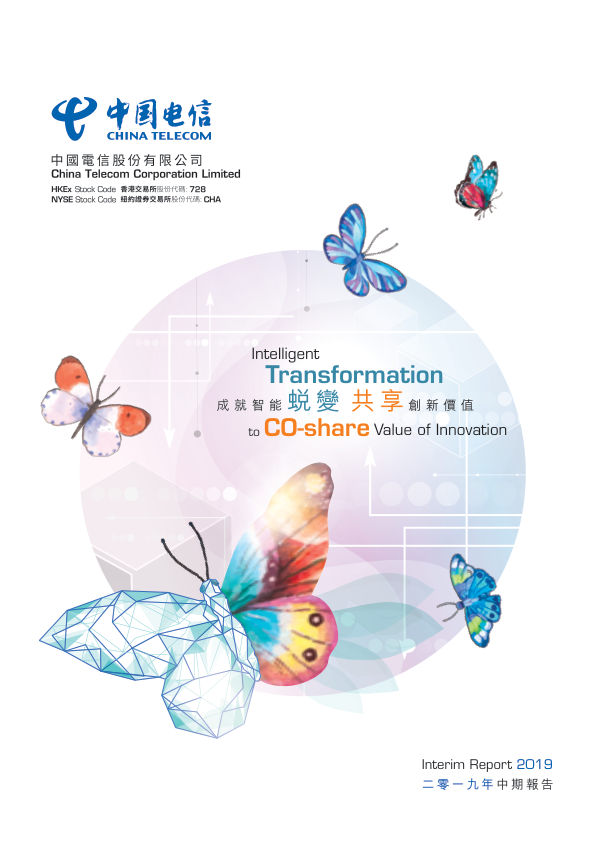 中国电信
CHINA TELECOM
中國電信股份有限公司
China Telecom Corporation Limited
HKEx Stock Code 香港交易所股份代碼: 728
NYSE Stock Code 紐約證券交易所股份代碼: CHA
Intelligent
Transformation
成就智能蜕變 共享創新價值
to CO-share Value of Innovation
Interim Report 2019
二零一九年中期報告